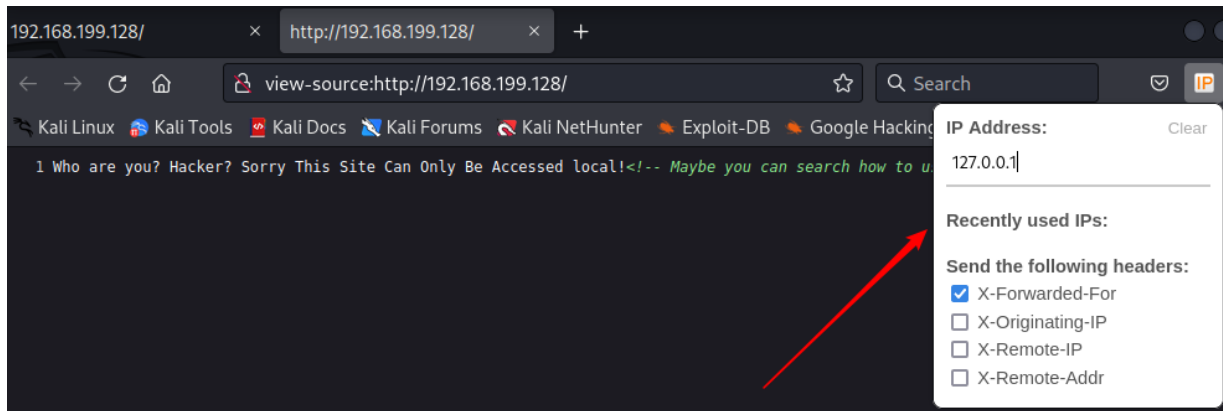 192.168.199.128/ × http://192.168.199.128/ × +
view-source:http://192.168.199.128/ Search IP
Kali Linux Kali Tools Kali Docs Kali Forums Kali NetHunter Exploit-DB Google Hacking
1 Who are you? Hacker? Sorry This Site Can Only Be Accessed local!<!-- Maybe you can search how to
IP Address: Clear
127.0.0.1
Recently used IPs:
Send the following headers:
X-Forwarded-For
X-Originating-IP
X-Remote-IP
X-Remote-Addr